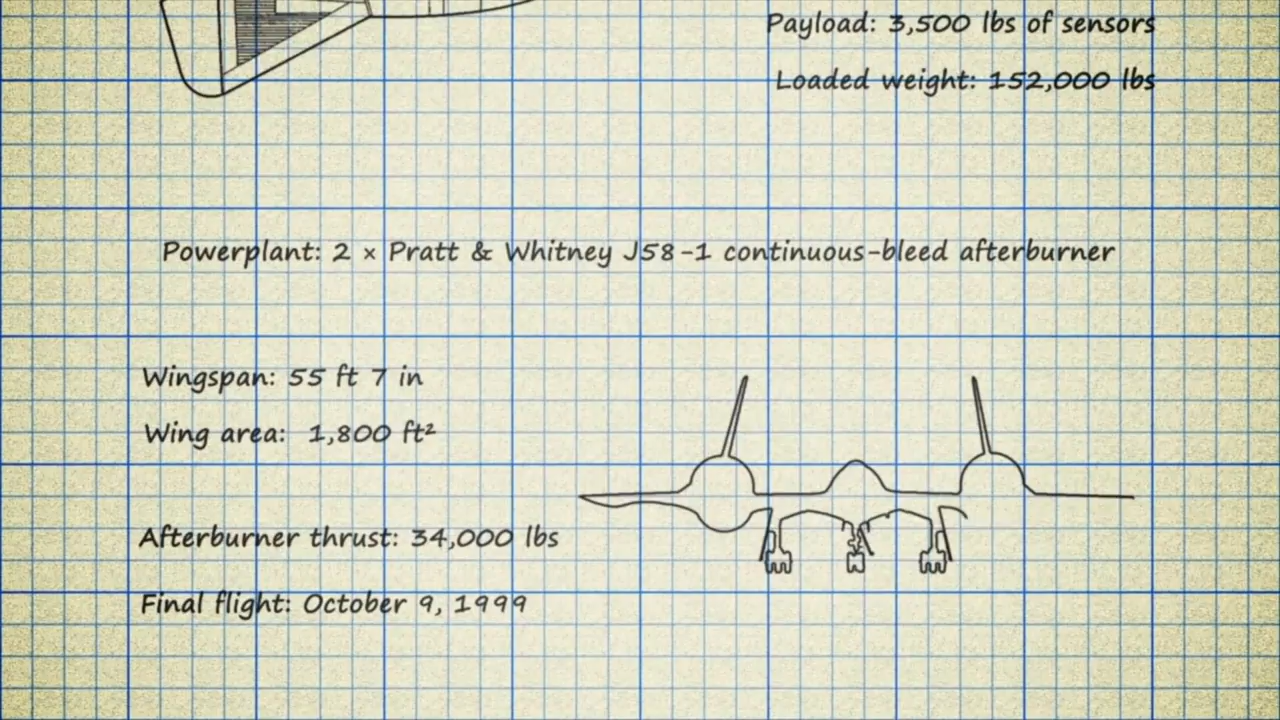 Payload: 3,500 lbs of sensors
Loaded weight: 152,000 lbs
Powerplant: 2 × Pratt & Whitney J58-1 continuous-bleed afterburner
Wingspan: 55 ft 7 in
Wing area: 1,800 ft²
Afterburner thrust: 34,000 lbs
Final flight: October 9, 1999